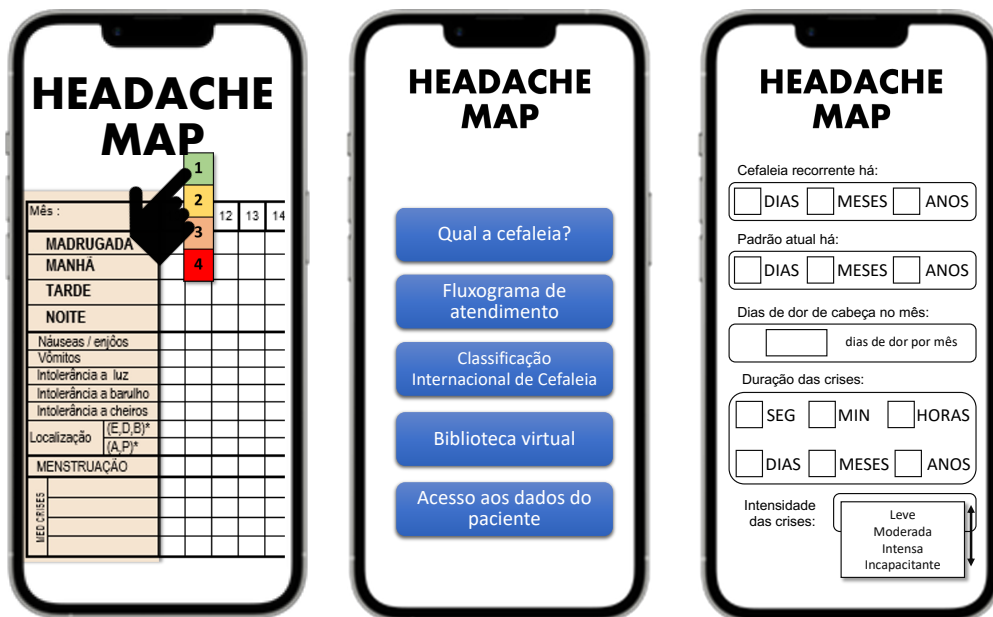 HEADACHE
MAP
1
2
3
4
Mês :
12 13 14
MADRUGADA
MANHÃ
TARDE
NOITE
Náuseas / enjôos
Vômitos
Intolerância a luz
Intolerância a barulho
Intolerância a cheiros
Localização
(E,D,B)*
(A,P)*
MENSTRUAÇÃO
MED CRISES
HEADACHE
MAP
Qual a cefaleia?
Fluxograma de
atendimento
Classificação
Internacional de Cefaleia
Biblioteca virtual
Acesso aos dados do
paciente
HEADACHE
MAP
Cefaleia recorrente há:
DIAS MESES ANOS
Padrão atual há:
DIAS MESES ANOS
Dias de dor de cabeça no mês:
dias de dor por mês
Duração das crises:
SEG MIN HORAS
DIAS MESES ANOS
Intensidade
das crises:
Leve
Moderada
Intensa
Incapacitante